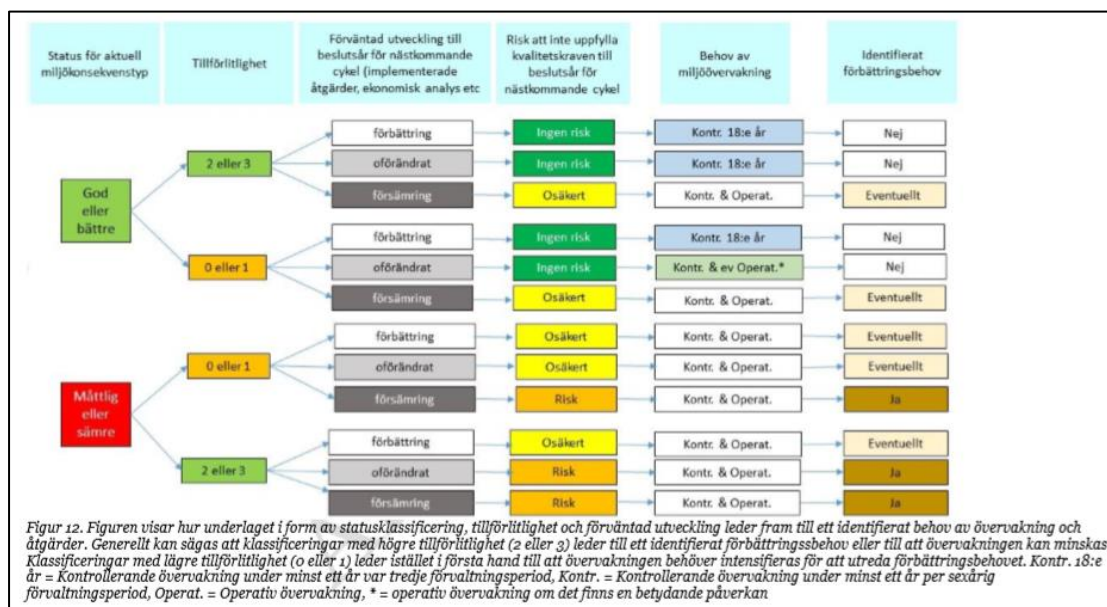 Status för aktuell
miljökonsekvenstyp
Tillförlitlighet
Förväntad utveckling till
beslutsår för nästkommande
cykel (implementerade
åtgärder, ekonomisk analys etc
Risk att inte uppfylla
kvalitetskraven till
beslutsår för
nästkommande cykel
Behov av
miljöövervakning
Identifierat
förbättringsbehov
God
eller
bättre
2 eller 3
förbättring Ingen risk Kontr. 18:e år Nej
oförändrat Ingen risk Kontr. 18:e år Nej
försämring Osäkert Kontr. & Operat. Eventuellt
0 eller 1
förbättring Ingen risk Kontr. 18:e år Nej
oförändrat Ingen risk Kontr. & ev Operat.* Nej
försämring Osäkert Kontr. & Operat. Eventuellt
Måttlig
eller
sämre
0 eller 1
förbättring Osäkert Kontr. & Operat. Eventuellt
oförändrat Osäkert Kontr. & Operat. Eventuellt
försämring Risk Kontr. & Operat. Ja
2 eller 3
förbättring Osäkert Kontr. & Operat. Eventuellt
oförändrat Risk Kontr. & Operat. Ja
försämring Risk Kontr. & Operat. Ja
Figur 12. Figuren visar hur underlaget i form av statusklassificering, tillförlitlighet och förväntad utveckling leder fram till ett identifierat behov av övervakning och
åtgärder. Generellt kan sägas att klassificeringar med högre tillförlitlighet (2 eller 3) leder till ett identifierat förbättringssbehov eller till att övervakningen kan minskas
Klassificeringar med lägre tillförlitlighet (0 eller 1) leder istället i första hand till att övervakningen behöver intensifieras för att utreda förbättringsbehovet. Kontr. 18:e
år = Kontrollerande övervakning under minst ett år var tredje förvaltningsperiod, Kontr. = Kontrollerande övervakning under minst ett år per sexårig
förvaltningsperiod, Operat. = Operativ övervakning, * = operativ övervakning om det finns en betydande påverkan